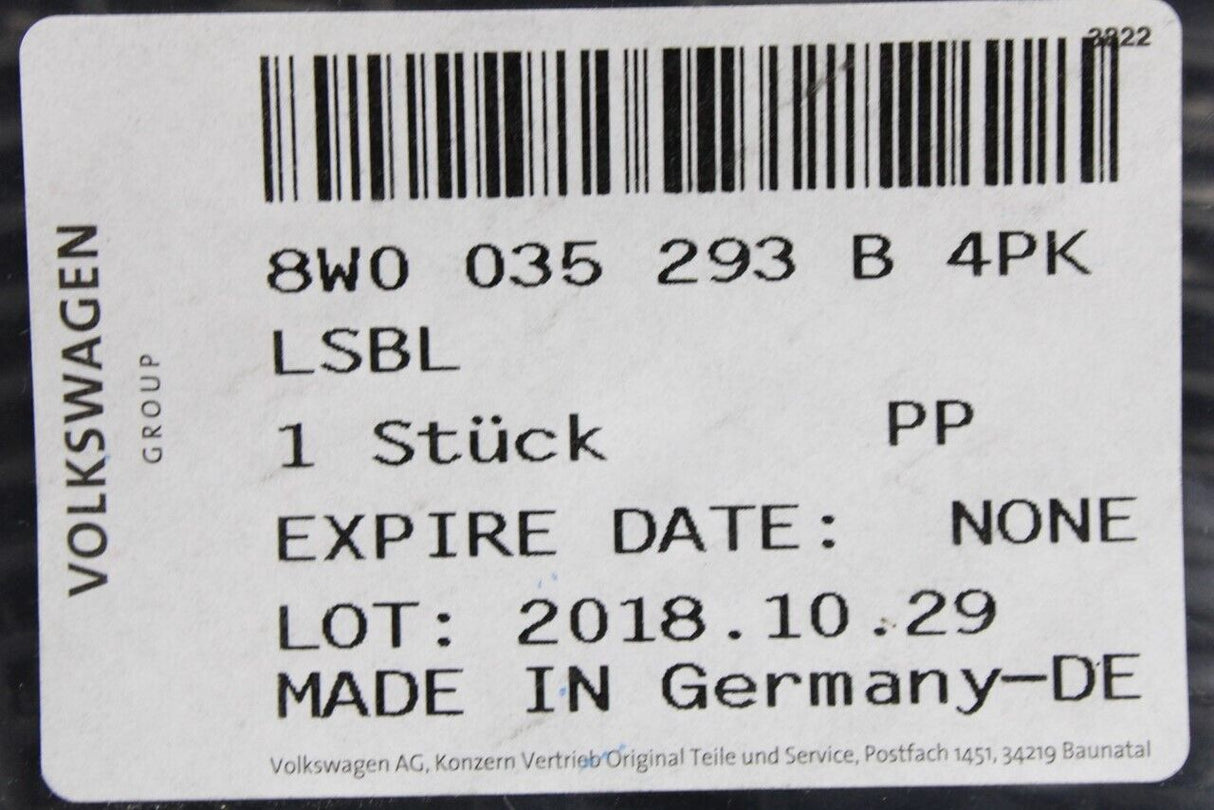 8W0 035 293 B 4PK
LSBL
1 Stück PP
EXPIRE DATE: NONE
LOT: 2018.10.29
MADE IN Germany-DE
Volkswagen AG, Konzern Vertrieb Original Teile und Service, Postfach 1451, 34219 Baunatal
VOLKSWAGEN
GROUP